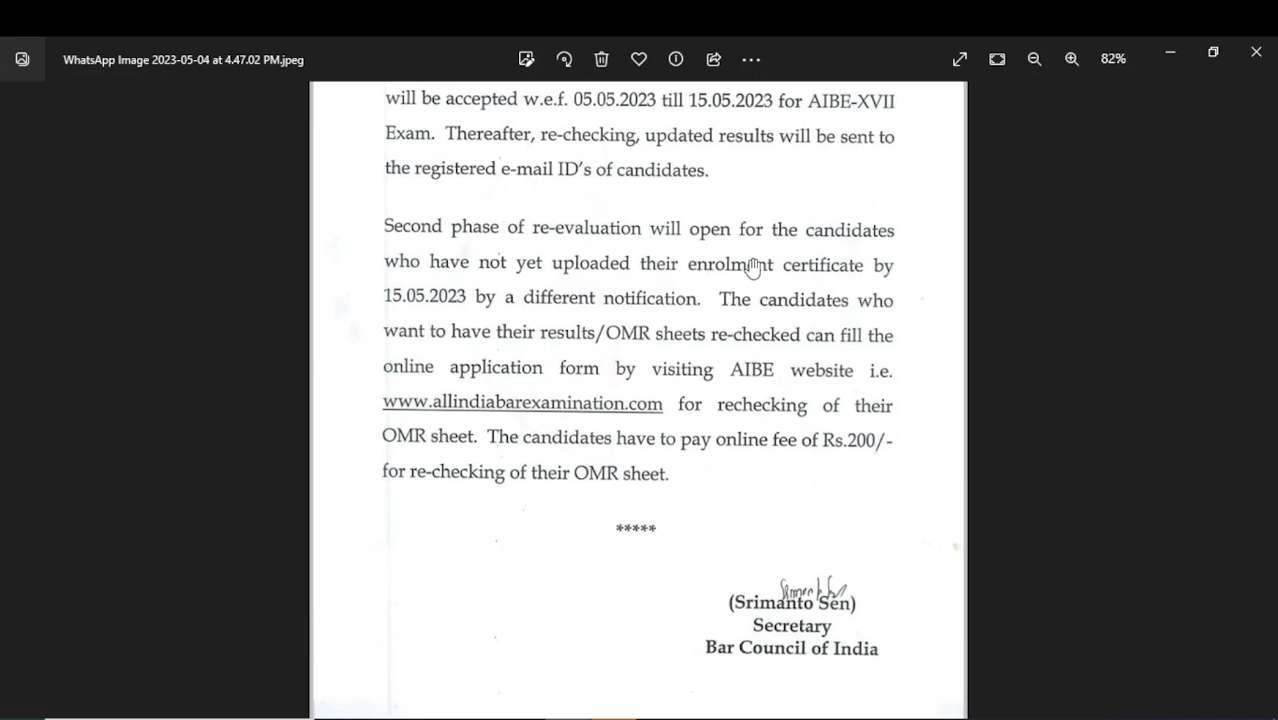 WhatsApp Image 2023-05-04 at 4.47.02 PM.jpeg
82%
will be accepted w.e.f. 05.05.2023 till 15.05.2023 for AIBE-XVII
Exam. Thereafter, re-checking, updated results will be sent to
the registered e-mail ID's of candidates.
Second phase of re-evaluation will open for the candidates
who have not yet uploaded their enrolment certificate by
15.05.2023 by a different notification. The candidates who
want to have their results/OMR sheets re-checked can fill the
online application form by visiting AIBE website i.e.
www.allindiabarexamination.com for rechecking of their
OMR sheet. The candidates have to pay online fee of Rs.200/-
for re-checking of their OMR sheet.
*****
(Srimanto Sen)
Secretary
Bar Council of India